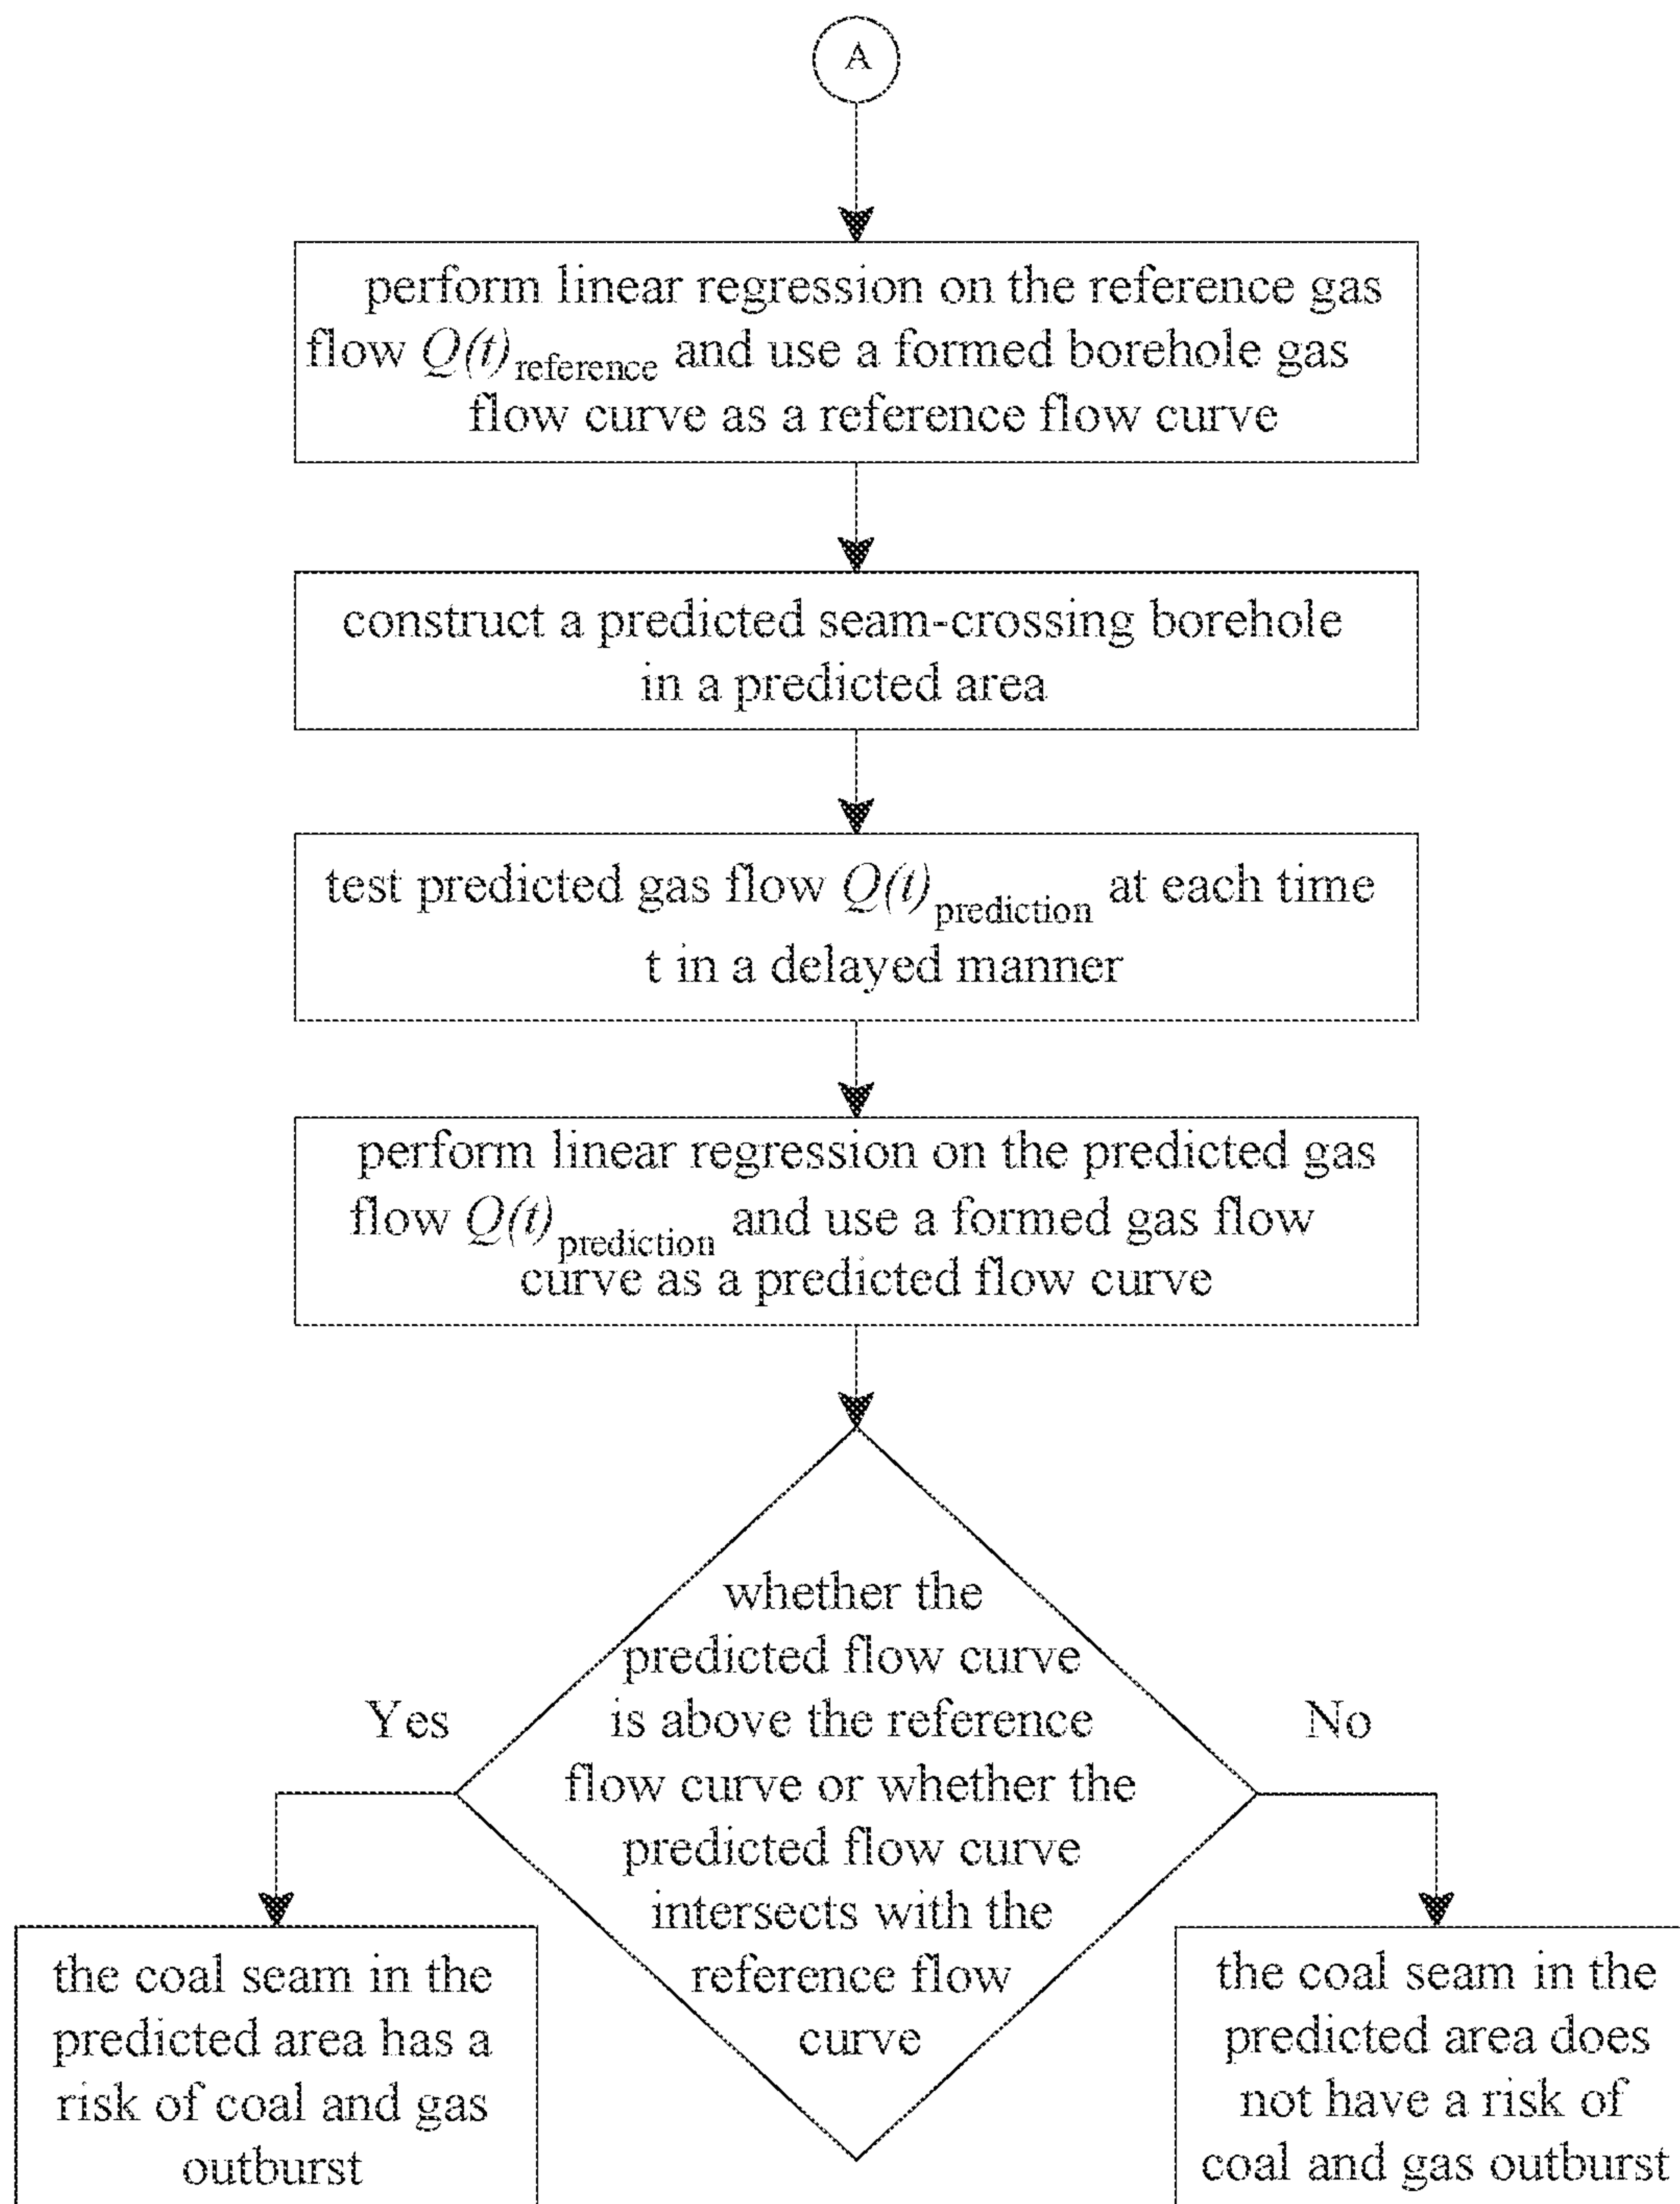 A
perform linear regression on the reference gas
flow Q(t)reference and use a formed borehole gas
flow curve as a reference flow curve
construct a predicted seam-crossing borehole
in a predicted area
test predicted gas flow Q(t)prediction at each time
t in a delayed manner
perform linear regression on the predicted gas
flow Q(t)prediction and use a formed gas flow
curve as a predicted flow curve
whether the
predicted flow curve
is above the reference
flow curve or whether the
predicted flow curve
intersects with the
reference flow
curve
Yes
No
the coal seam in the
predicted area has a
risk of coal and gas
outburst
the coal seam in the
predicted area does
not have a risk of
coal and gas outburst